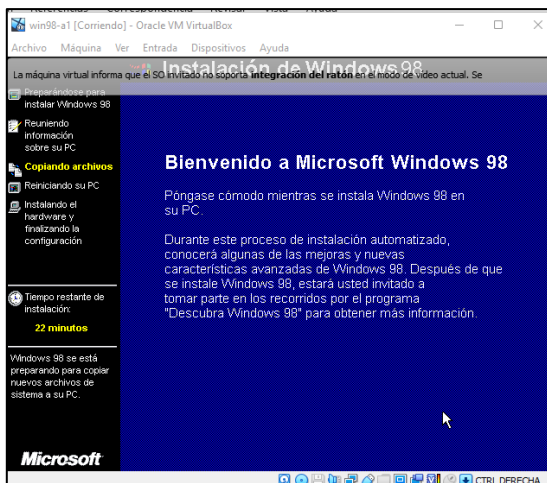 win98-a1 [Corriendo] - Oracle VM VirtualBox
Archivo Máquina Ver Entrada Dispositivos Ayuda
Instalación de Windows 98
La máquina virtual informa que el SO invitado no soporta integración del ratón en el modo de video actual. Se
Preparándose para
instalar Windows 98
Reuniendo
información
sobre su PC
Copiando archivos
Reiniciando su PC
Instalando el
hardware y
finalizando la
configuración
Tiempo restante de
instalación:
22 minutos
Windows 98 se está
preparando para copiar
nuevos archivos de
sistema a su PC.
Microsoft
Bienvenido a Microsoft Windows 98
Póngase cómodo mientras se instala Windows 98 en
su PC.
Durante este proceso de instalación automatizado,
conocerá algunas de las mejoras y nuevas
características avanzadas de Windows 98. Después de que
se instale Windows 98, estará usted invitado a
tomar parte en los recorridos por el programa
"Descubra Windows 98" para obtener más información.
CTRL DERECHA